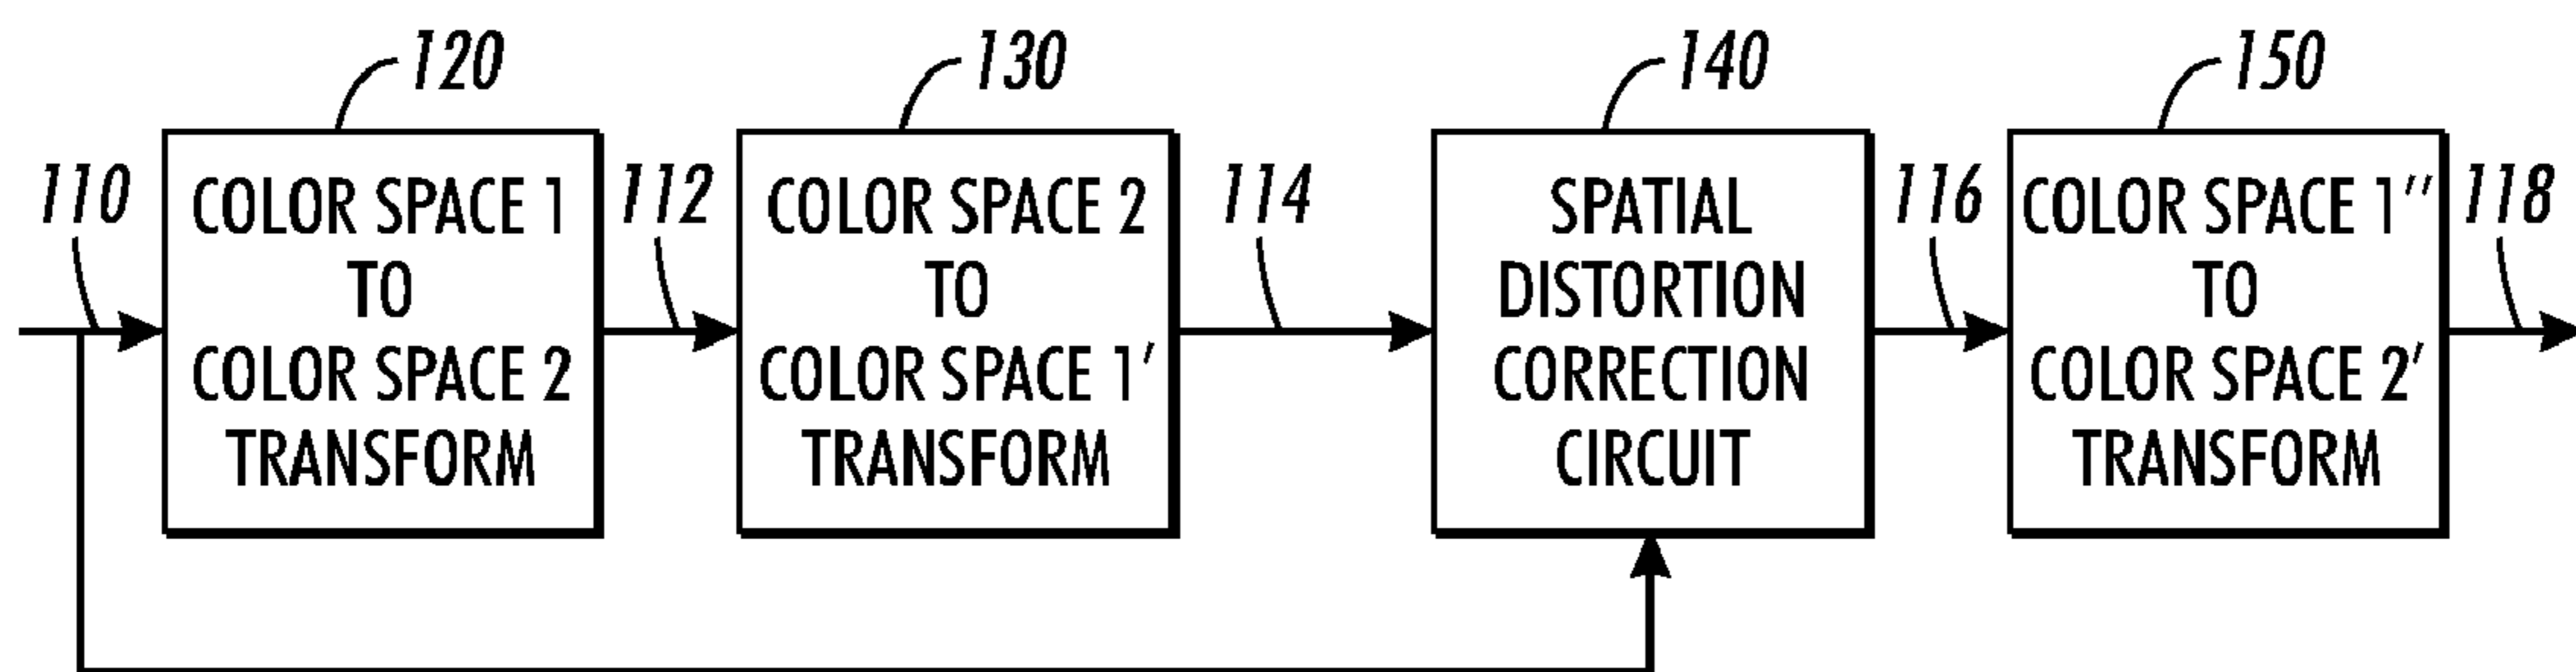 120
130
140
150
110
COLOR SPACE 1
TO
COLOR SPACE 2
TRANSFORM
112
COLOR SPACE 2
TO
COLOR SPACE 1′
TRANSFORM
114
SPATIAL
DISTORTION
CORRECTION
CIRCUIT
116
COLOR SPACE 1′′
TO
COLOR SPACE 2′
TRANSFORM
118